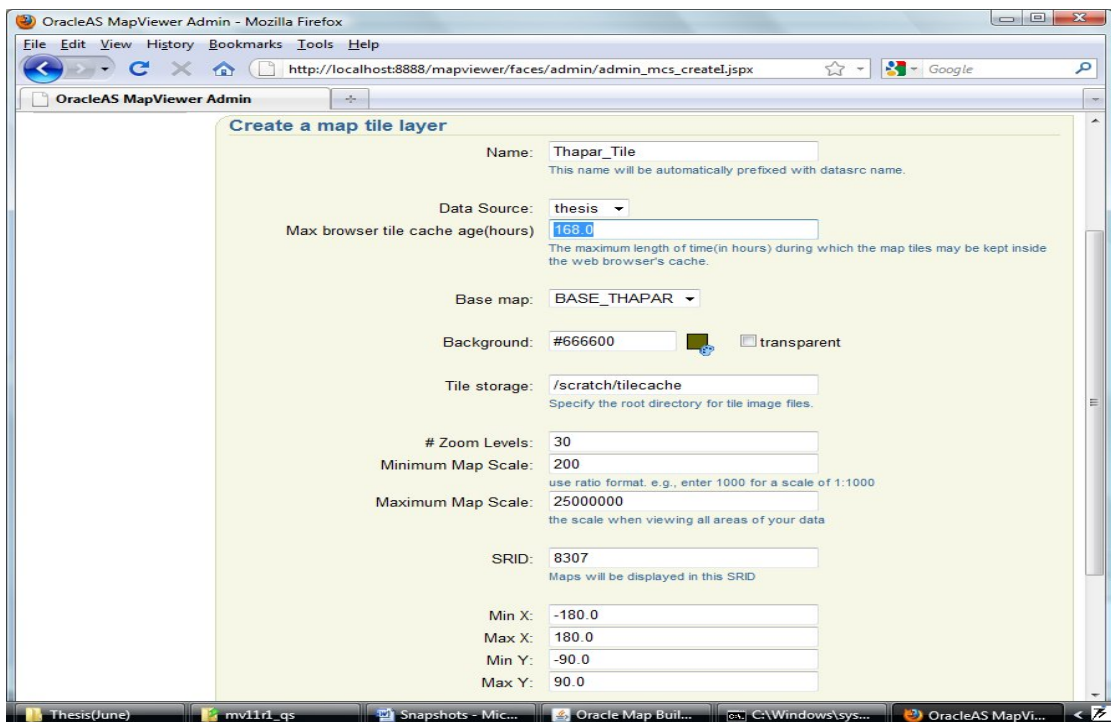 OracleAS MapViewer Admin - Mozilla Firefox
File Edit View History Bookmarks Tools Help
http://localhost:8888/mapviewer/faces/admin/admin_mcs_createI.jspx
Google
OracleAS MapViewer Admin
Create a map tile layer
Name: Thapar_Tile
This name will be automatically prefixed with datasrc name.
Data Source: thesis
Max browser tile cache age(hours) 168.0
The maximum length of time(in hours) during which the map tiles may be kept inside
the web browser's cache.
Base map: BASE_THAPAR
Background: #666600 transparent
Tile storage: /scratch/tilecache
Specify the root directory for tile image files.
# Zoom Levels: 30
Minimum Map Scale: 200
use ratio format. e.g., enter 1000 for a scale of 1:1000
Maximum Map Scale: 25000000
the scale when viewing all areas of your data
SRID: 8307
Maps will be displayed in this SRID
Min X: -180.0
Max X: 180.0
Min Y: -90.0
Max Y: 90.0
Thesis(June) mv11r1_qs Snapshots - Mic... Oracle Map Buil... C:\Windows\sys... OracleAS MapVi...